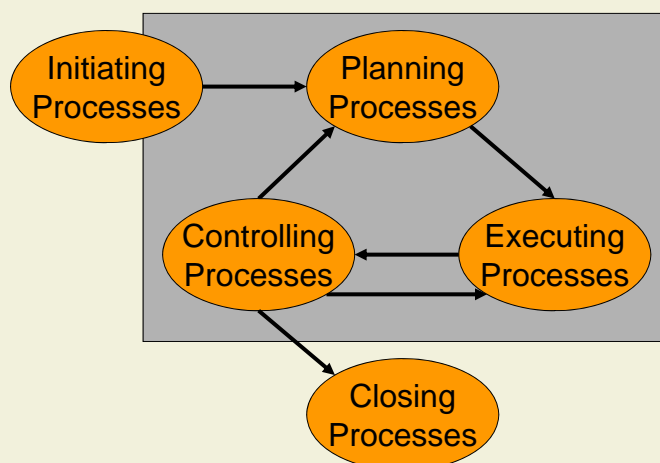 Initiating
Processes
Planning
Processes
Controlling
Processes
Executing
Processes
Closing
Processes